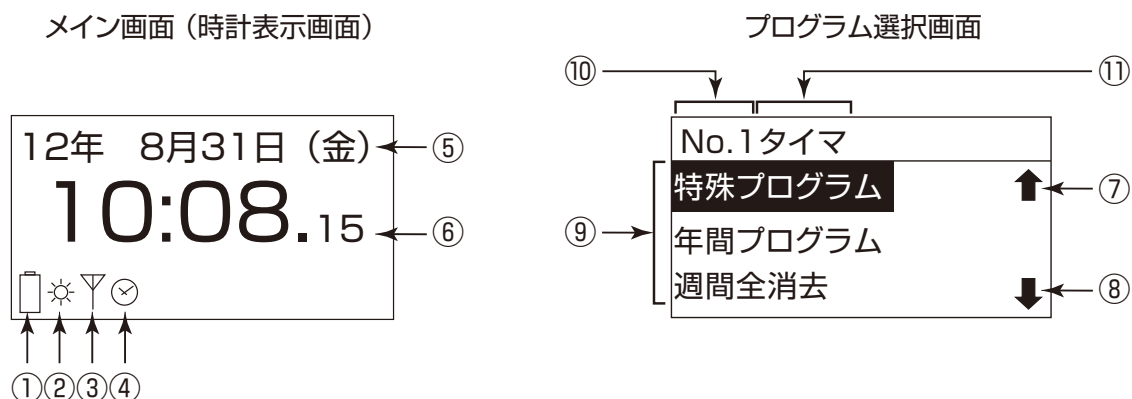 メイン画面（時計表示画面）
12年 8月31日（金）
⑤
10:08.15
⑥
①②③④
プログラム選択画面
⑩
⑪
No.1タイマ
特殊プログラム
⑦
⑨
年間プログラム
週間全消去
⑧